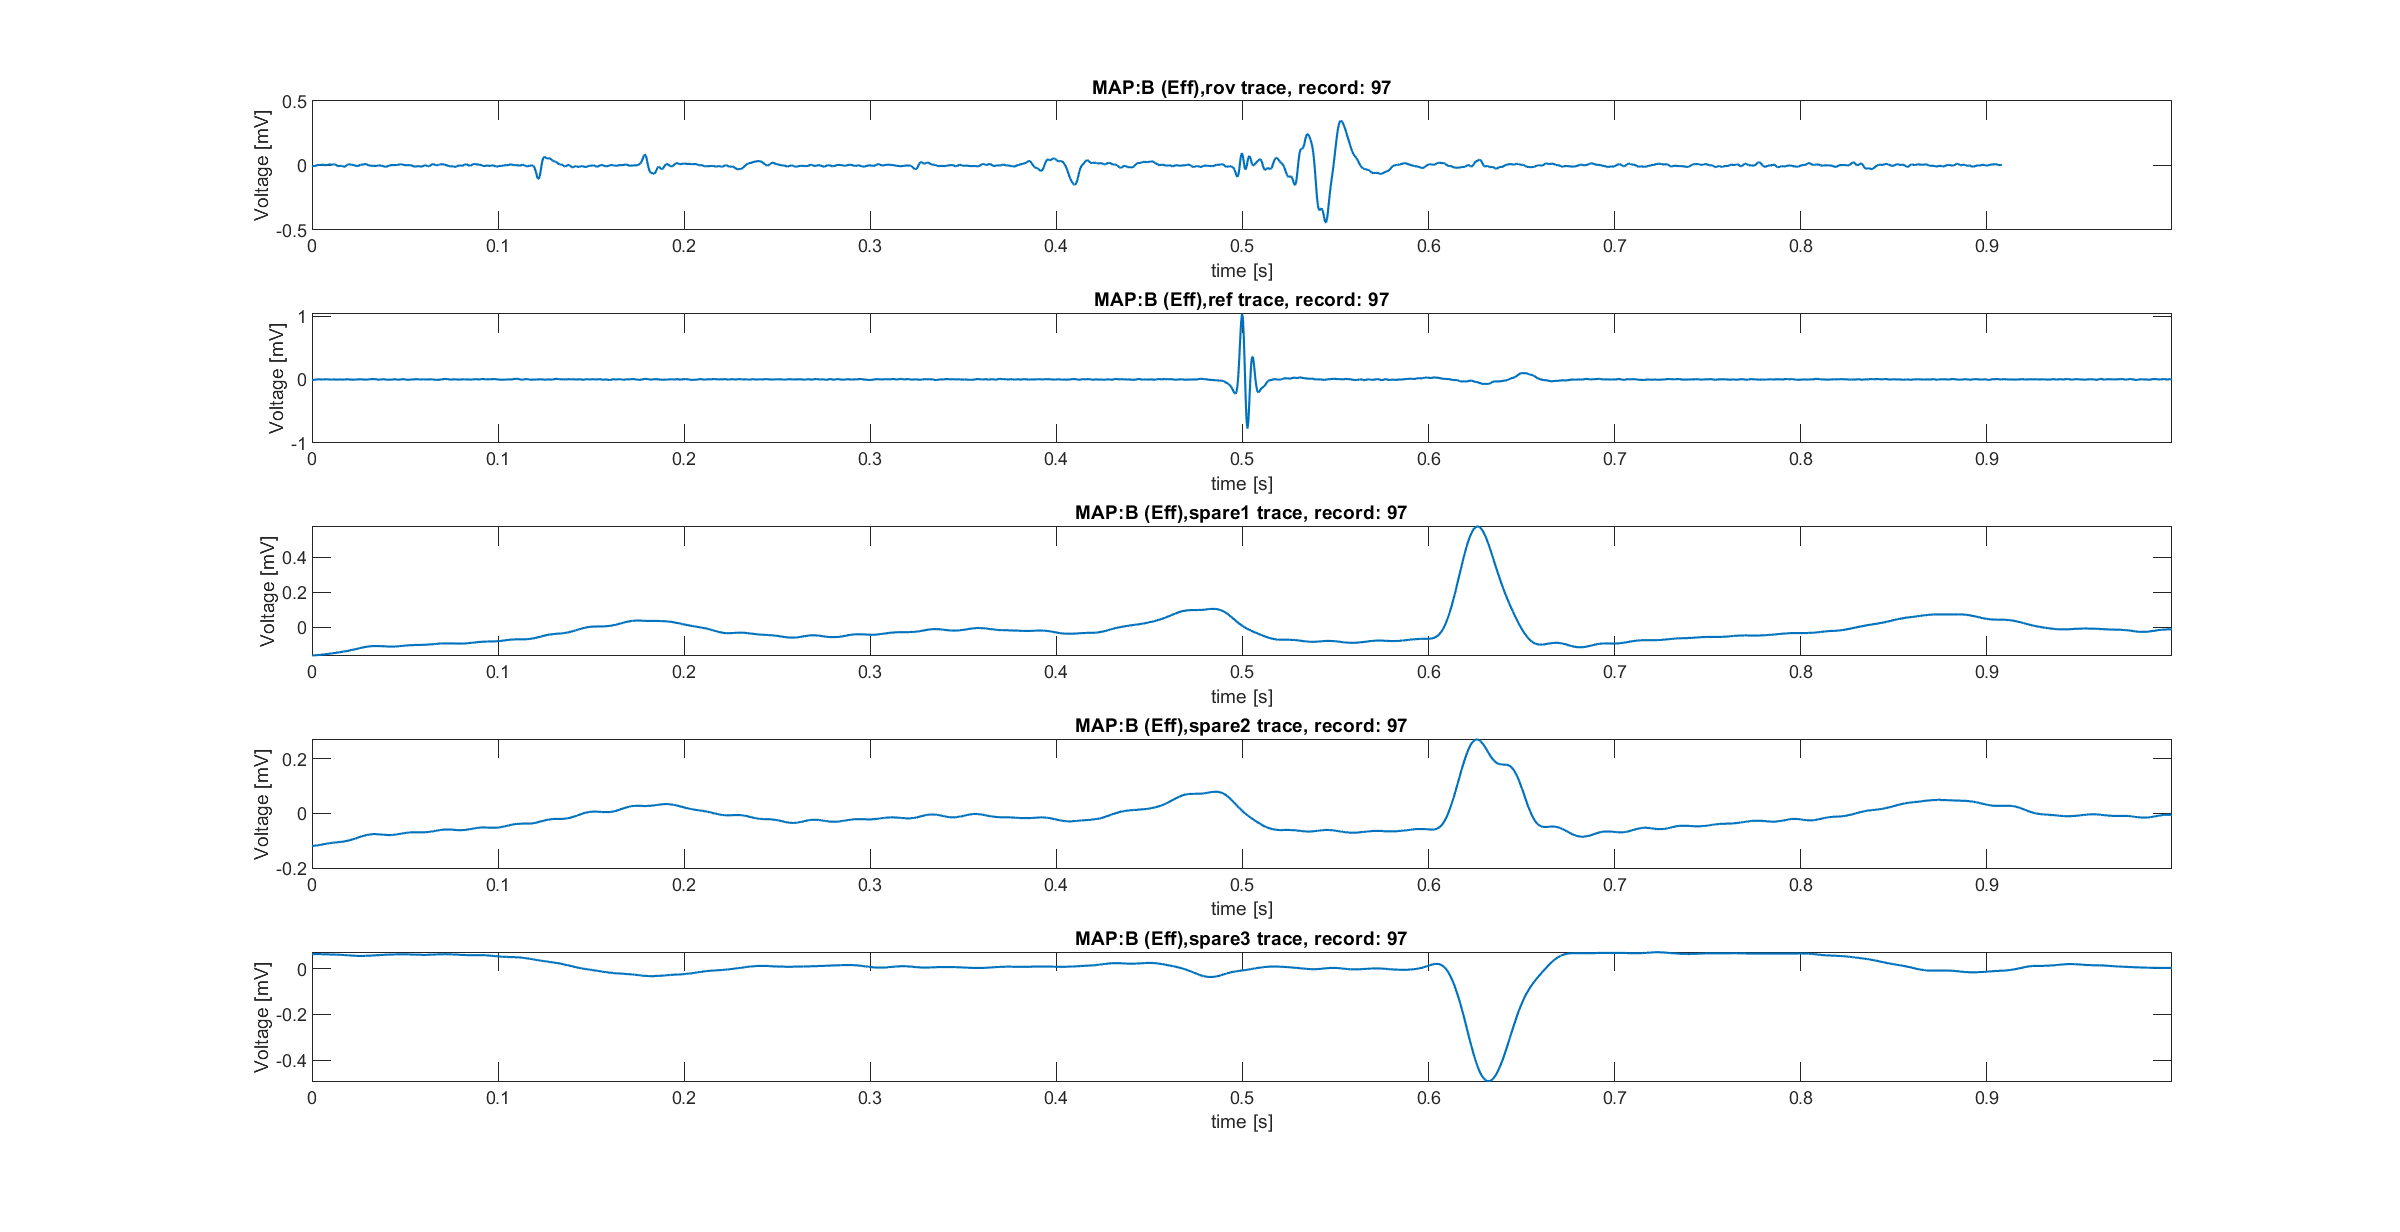 MAP:B (Eff),rov trace, record: 97
Voltage [mV]
0.5
0
-0.5
0 0.1 0.2 0.3 0.4 0.5 0.6 0.7 0.8 0.9
time [s]
MAP:B (Eff),ref trace, record: 97
Voltage [mV]
1
0
-1
0 0.1 0.2 0.3 0.4 0.5 0.6 0.7 0.8 0.9
time [s]
MAP:B (Eff),spare1 trace, record: 97
Voltage [mV]
0.4
0.2
0
0 0.1 0.2 0.3 0.4 0.5 0.6 0.7 0.8 0.9
time [s]
MAP:B (Eff),spare2 trace, record: 97
Voltage [mV]
0.2
0
-0.2
0 0.1 0.2 0.3 0.4 0.5 0.6 0.7 0.8 0.9
time [s]
MAP:B (Eff),spare3 trace, record: 97
Voltage [mV]
0
-0.2
-0.4
0 0.1 0.2 0.3 0.4 0.5 0.6 0.7 0.8 0.9
time [s]